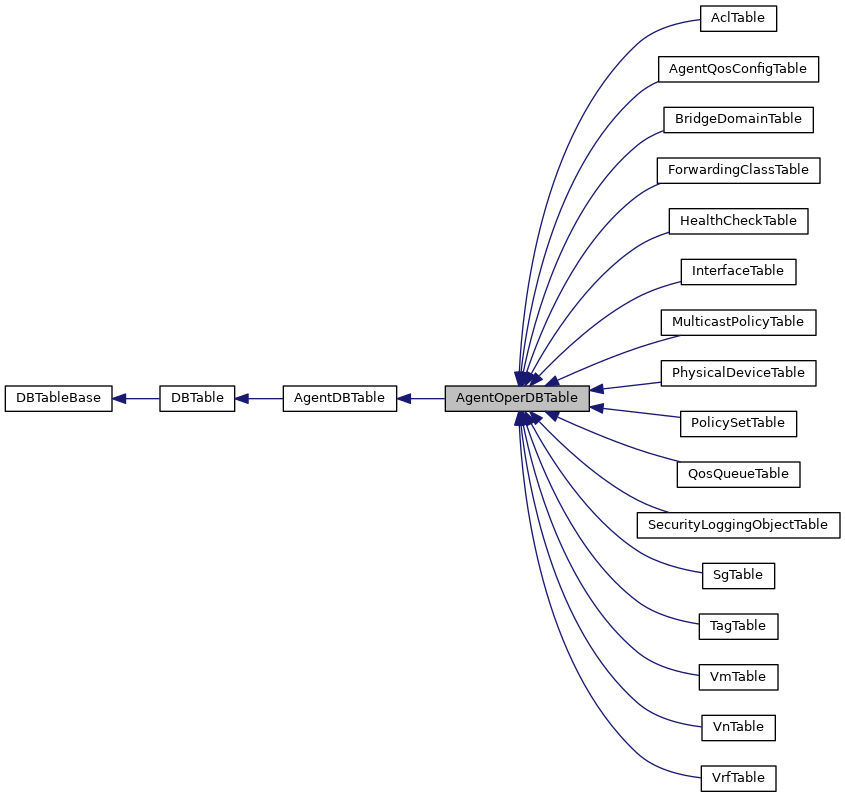 AclTable
AgentQosConfigTable
BridgeDomainTable
ForwardingClassTable
HealthCheckTable
InterfaceTable
MulticastPolicyTable
PhysicalDeviceTable
DBTableBase
DBTable
AgentDBTable
AgentOperDBTable
PolicySetTable
QosQueueTable
SecurityLoggingObjectTable
SgTable
TagTable
VmTable
VnTable
VrfTable